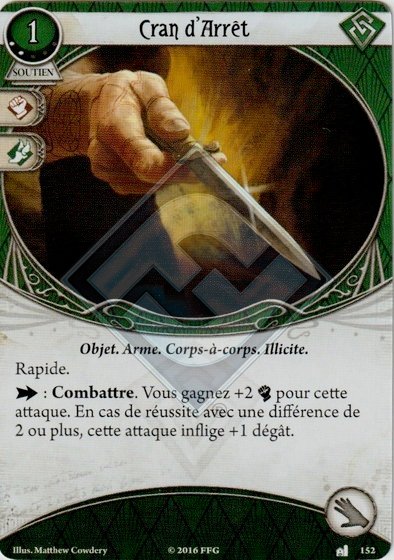 1
Cran d'Arrêt
SOUTIEN
Objet. Arme. Corps-à-corps. Illicite.
Rapide.
: Combattre. Vous gagnez +2 pour cette
attaque. En cas de réussite avec une différence de
2 ou plus, cette attaque inflige +1 dégât.
Illus. Matthew Cowdery
© 2016 FFG
152